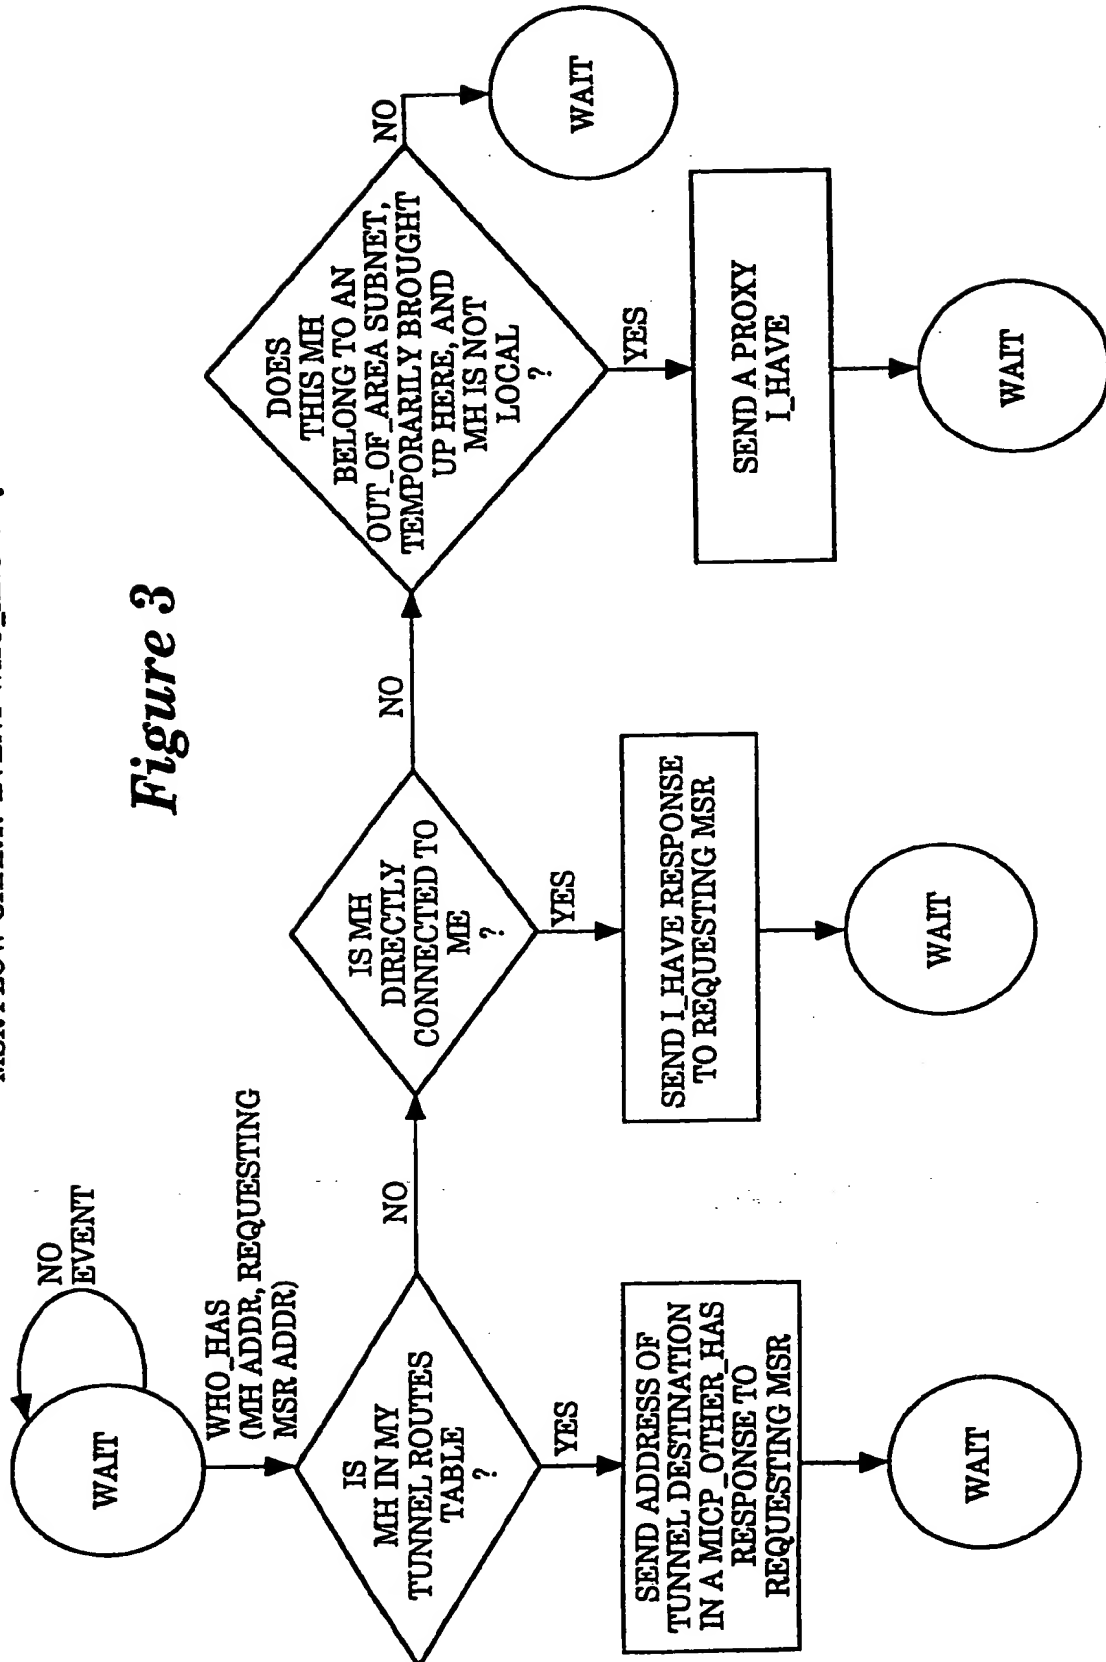 Figure 3
WAIT
NO
EVENT
WHO_HAS
(MH ADDR, REQUESTING
MSR ADDR)
IS
MH IN MY
TUNNEL ROUTES
TABLE
?
NO
YES
SEND ADDRESS OF
TUNNEL DESTINATION
IN A MICP_OTHER_HAS
RESPONSE TO
REQUESTING MSR
WAIT
IS MH
DIRECTLY
CONNECTED TO
ME
?
NO
YES
SEND I_HAVE RESPONSE
TO REQUESTING MSR
WAIT
DOES
THIS MH
BELONG TO AN
OUT_OF_AREA SUBNET,
TEMPORARILY BROUGHT
UP HERE, AND
MH IS NOT
LOCAL
?
NO
WAIT
YES
SEND A PROXY
I_HAVE
WAIT